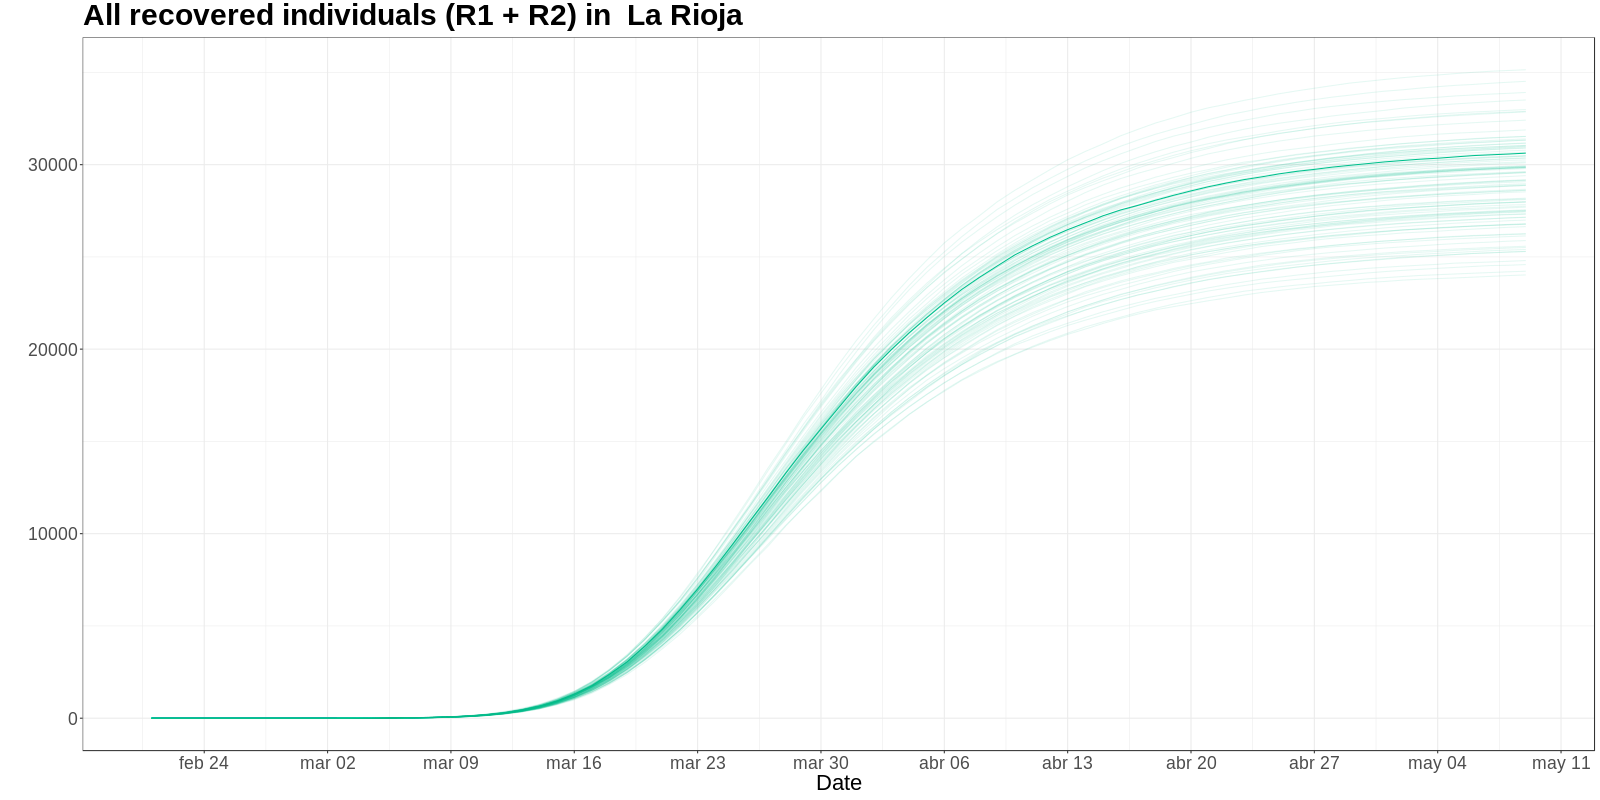 All recovered individuals (R1 + R2) in  La Rioja
30000
20000
10000
0
feb 24 mar 02 mar 09 mar 16 mar 23 mar 30 abr 06 abr 13 abr 20 abr 27 may 04 may 11
Date